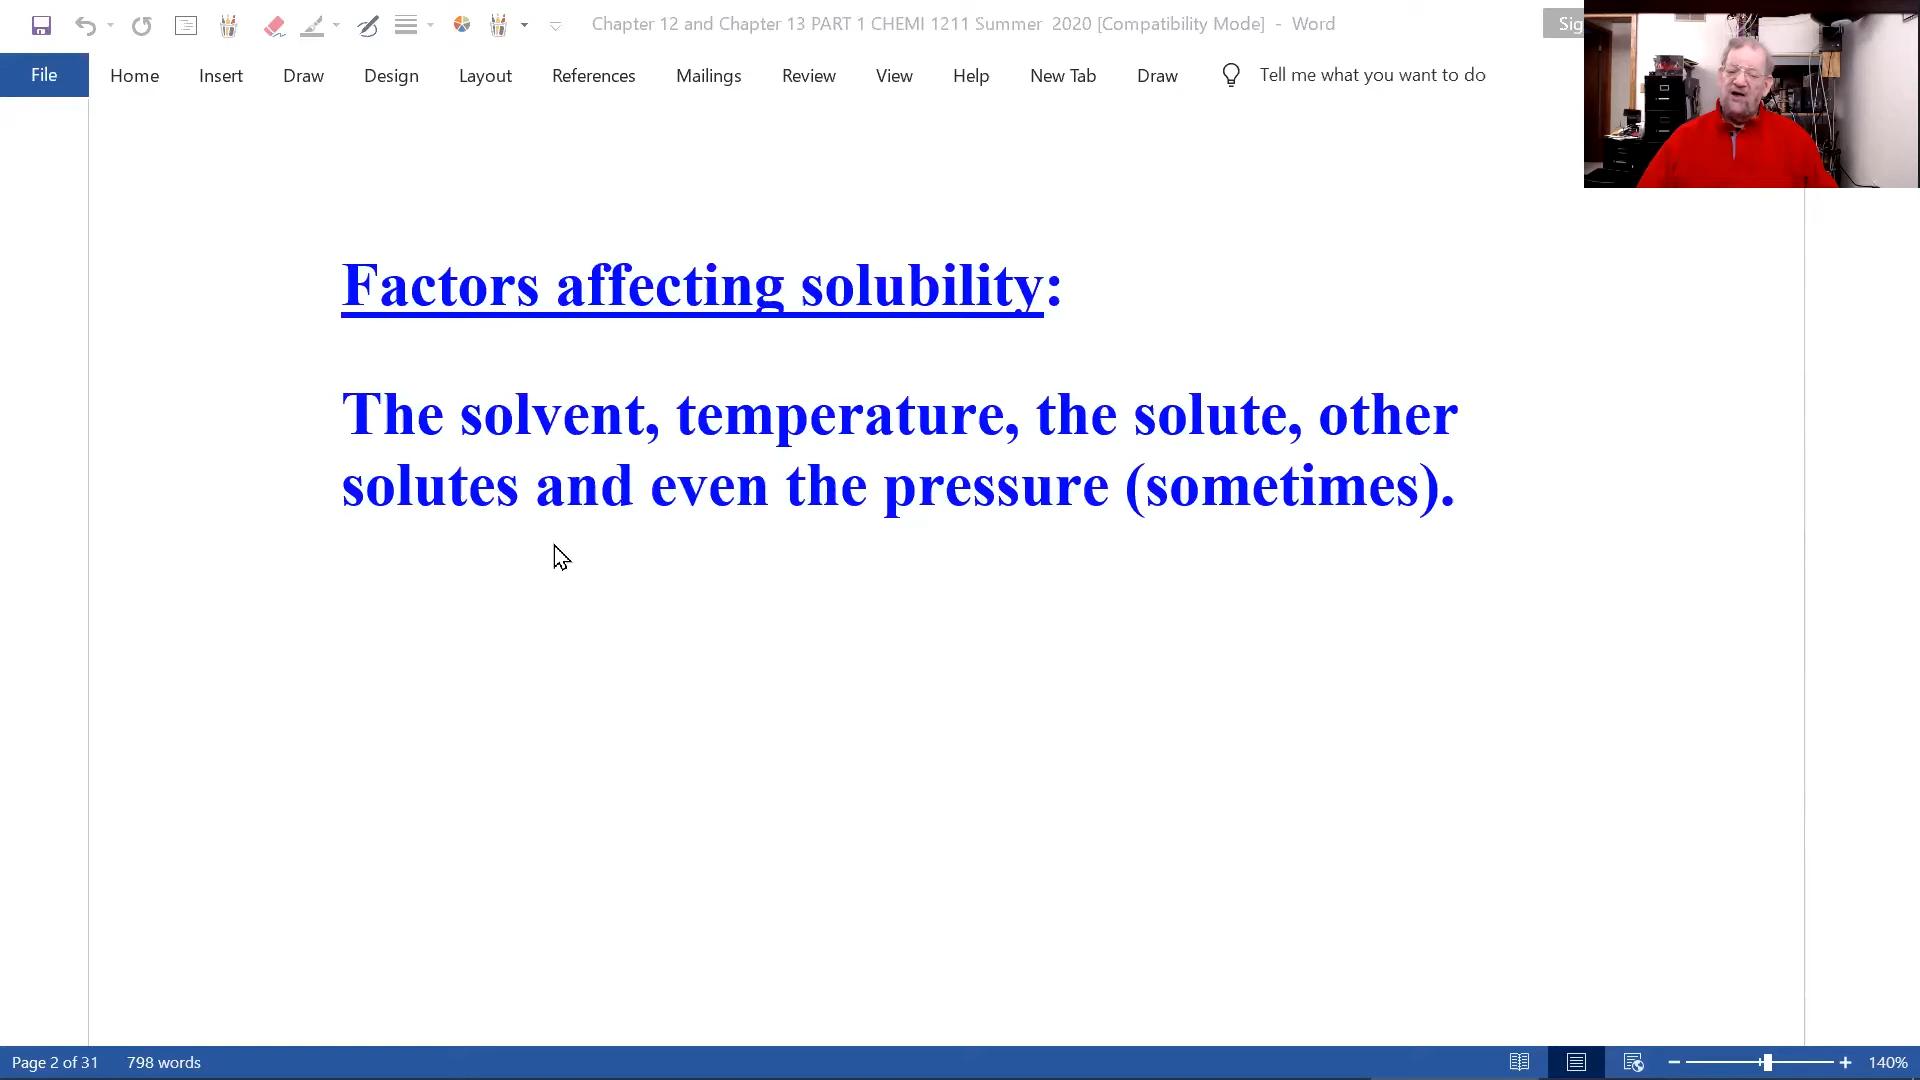 Chapter 12 and Chapter 13 PART 1 CHEMI 1211 Summer  2020 [Compatibility Mode]  -  Word
Sig
File Home Insert Draw Design Layout References Mailings Review View Help New Tab Draw Tell me what you want to do
Factors affecting solubility:
The solvent, temperature, the solute, other
solutes and even the pressure (sometimes).
Page 2 of 31 798 words 140%